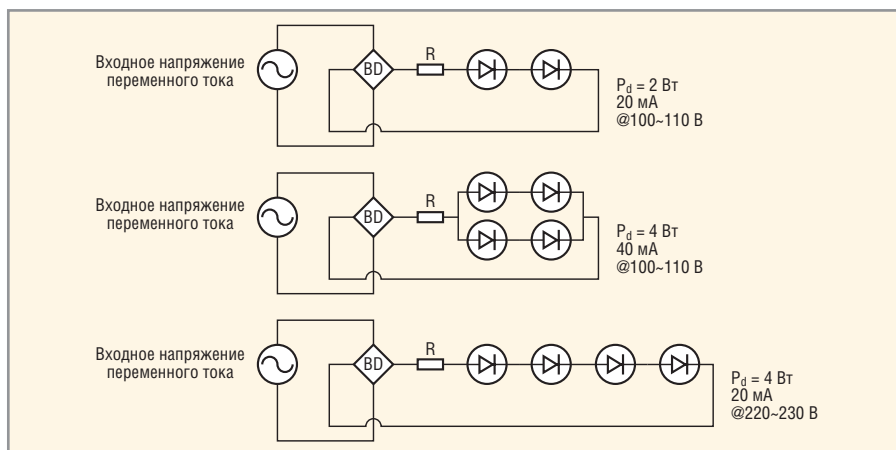 Входное напряжение
переменного тока
BD
R
P_d = 2 Вт
20 мА
@100~110 В
Входное напряжение
переменного тока
BD
R
P_d = 4 Вт
40 мА
@100~110 В
Входное напряжение
переменного тока
BD
R
P_d = 4 Вт
20 мА
@220~230 В